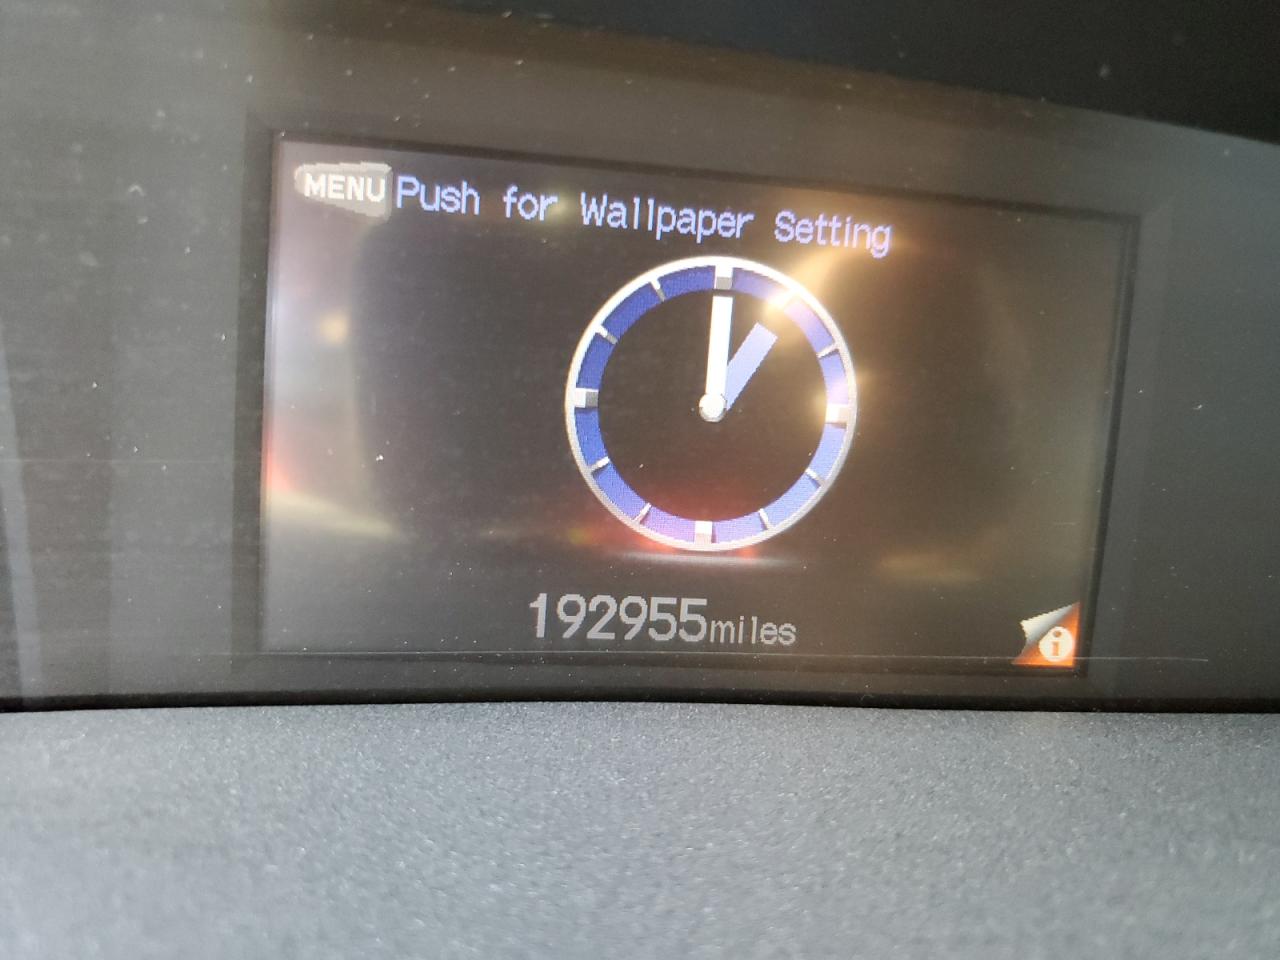 MENU Push for Wallpaper Setting
192955miles
i